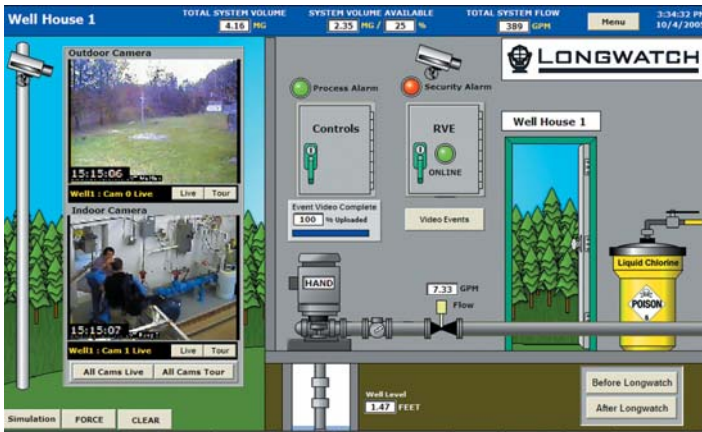 Well House 1
TOTAL SYSTEM VOLUME
4.16 MG
SYSTEM VOLUME AVAILABLE
2.35 MG / 25 %
TOTAL SYSTEM FLOW
389 GPM
Menu
3:34:32 PM
10/4/2005
Outdoor Camera
15:15:06
Well1 : Cam 0 Live
Live
Tour
Indoor Camera
15:15:07
Well1 : Cam 1 Live
Live
Tour
All Cams Live
All Cams Tour
Simulation
FORCE
CLEAR
Process Alarm
Security Alarm
LONGWATCH
Controls
RVE
ONLINE
Well House 1
Event Video Complete
100 % Uploaded
Video Events
HAND
7.33 GPM
Flow
Liquid Chlorine
POISON
6
Well Level
1.47 FEET
Before Longwatch
After Longwatch